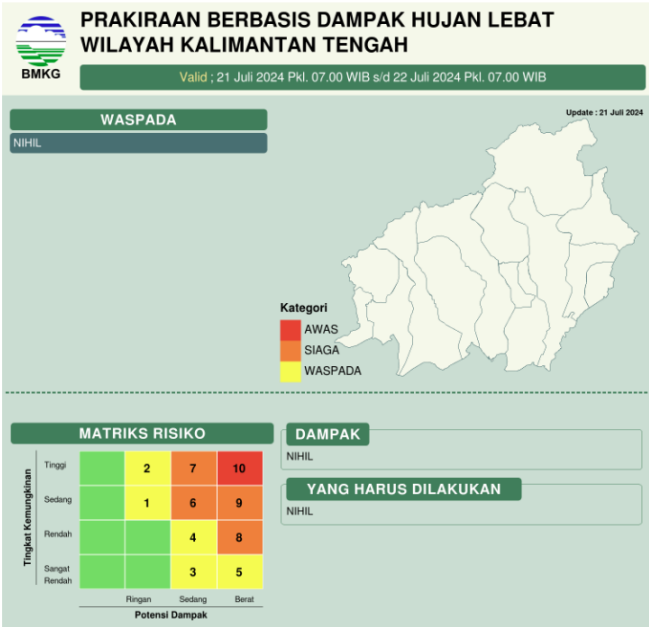 PRAKIRAAN BERBASIS DAMPAK HUJAN LEBAT
WILAYAH KALIMANTAN TENGAH
BMKG
Valid ; 21 Juli 2024 Pkl. 07.00 WIB s/d 22 Juli 2024 Pkl. 07.00 WIB
WASPADA
NIHIL
Update : 21 Juli 2024
Kategori
AWAS
SIAGA
WASPADA
MATRIKS RISIKO
Tingkat Kemungkinan
Tinggi 2 7 10
Sedang 1 6 9
Rendah 4 8
Sangat
Rendah 3 5
Ringan Sedang Berat
Potensi Dampak
DAMPAK
NIHIL
YANG HARUS DILAKUKAN
NIHIL